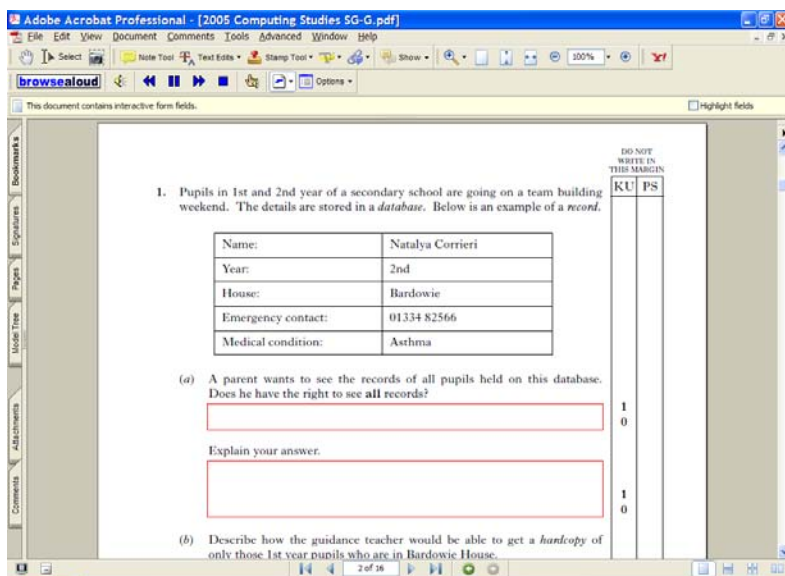 Adobe Acrobat Professional - [2005 Computing Studies SG-G.pdf]
File Edit View Document Comments Tools Advanced Window Help
Select Note Tool Text Edits Stamp Tool Show 100% Y!
browsealoud Options
This document contains interactive form fields. Highlight fields
Bookmarks
Signatures
Pages
Model Tree
Attachments
Comments
DO NOT
WRITE IN
THIS MARGIN
KU PS
1. Pupils in 1st and 2nd year of a secondary school are going on a team building
weekend. The details are stored in a database. Below is an example of a record.
Name: Natalya Corrieri
Year: 2nd
House: Bardowie
Emergency contact: 01334 82566
Medical condition: Asthma
(a) A parent wants to see the records of all pupils held on this database.
Does he have the right to see all records?
1
0
Explain your answer.
1
0
(b) Describe how the guidance teacher would be able to get a hardcopy of
only those 1st year pupils who are in Bardowie House.
2 of 16